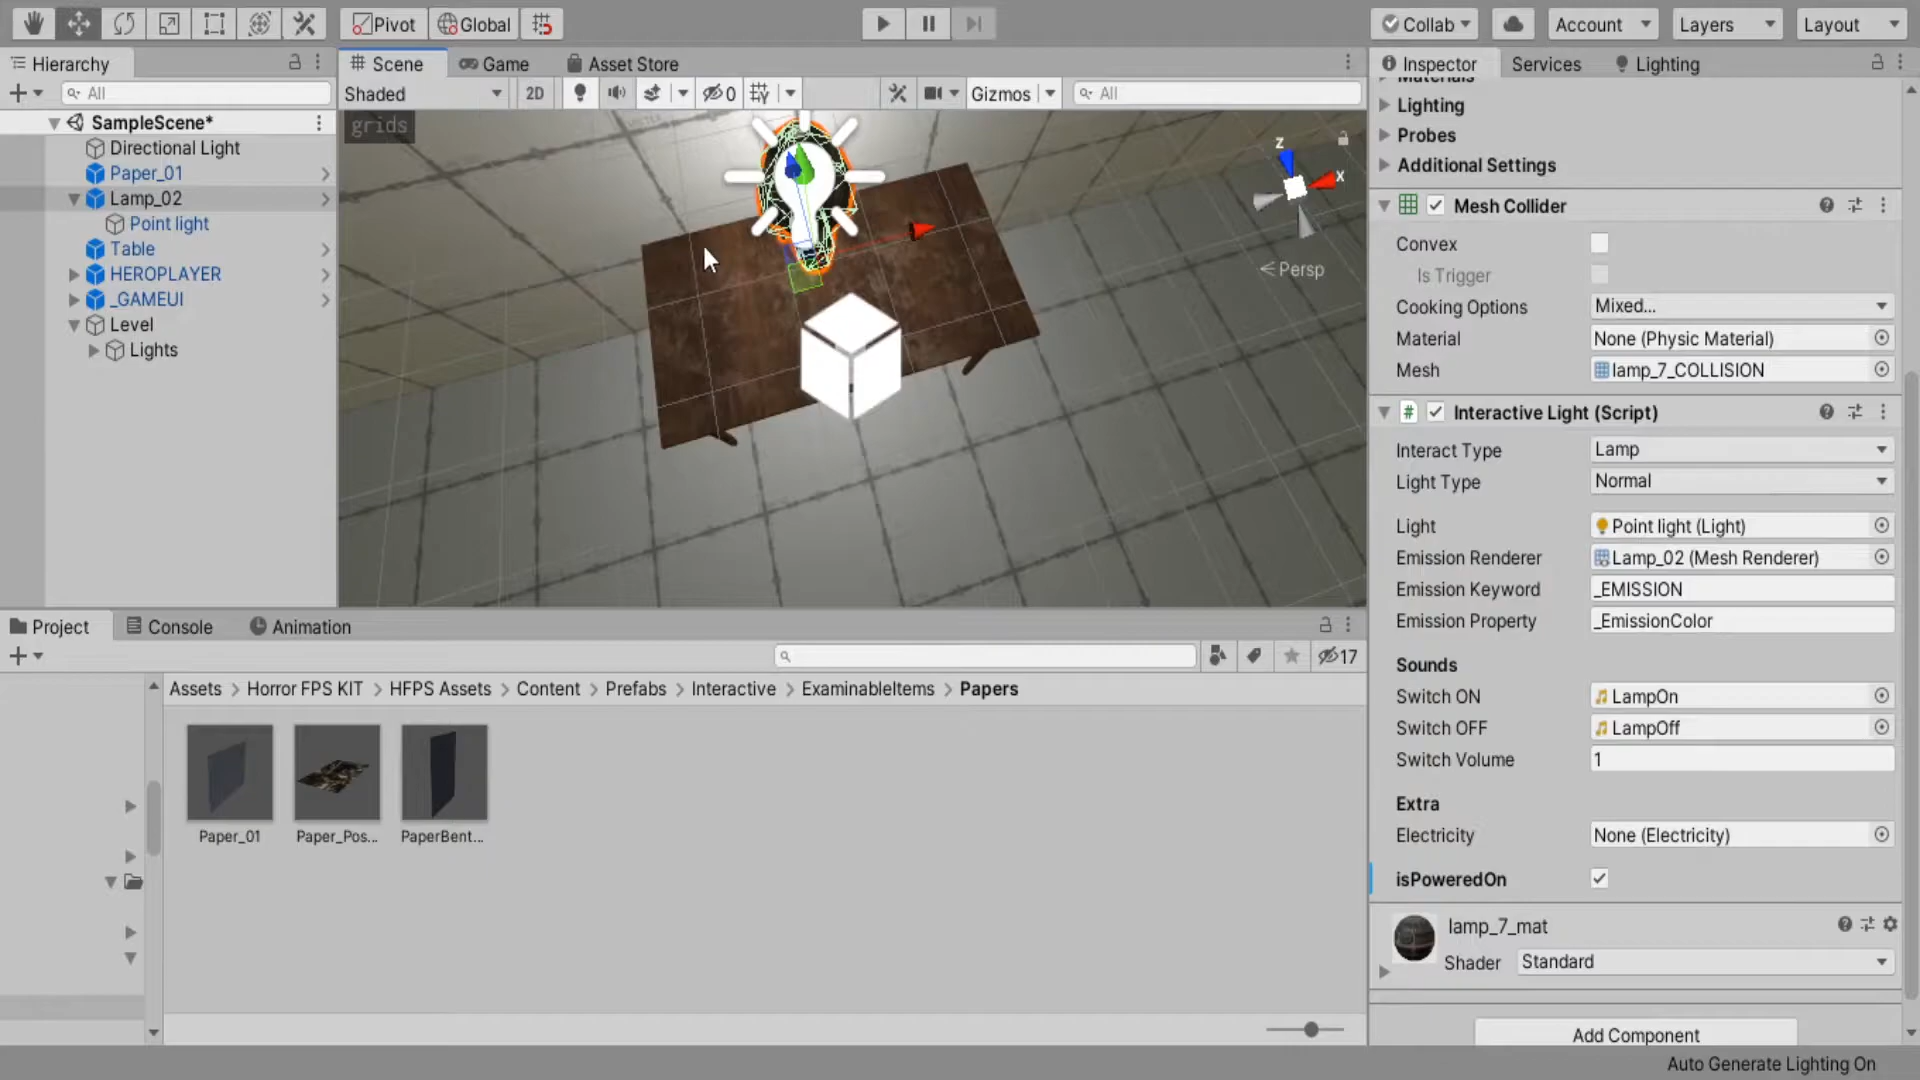 Pivot
Global
Collab
Account
Layers
Layout
Hierarchy
All
SampleScene*
Directional Light
Paper_01
Lamp_02
Point light
Table
HEROPLAYER
_GAMEUI
Level
Lights
Scene
Game
Asset Store
Shaded
2D
0
Gizmos
All
grids
z
x
Persp
Inspector
Services
Lighting
Materials
Lighting
Probes
Additional Settings
Mesh Collider
Convex
Is Trigger
Cooking Options Mixed...
Material None (Physic Material)
Mesh lamp_7_COLLISION
# Interactive Light (Script)
Interact Type Lamp
Light Type Normal
Light Point light (Light)
Emission Renderer Lamp_02 (Mesh Renderer)
Emission Keyword _EMISSION
Emission Property _EmissionColor
Sounds
Switch ON LampOn
Switch OFF LampOff
Switch Volume 1
Extra
Electricity None (Electricity)
isPoweredOn
lamp_7_mat
Shader Standard
Add Component
Project
Console
Animation
17
Assets > Horror FPS KIT > HFPS Assets > Content > Prefabs > Interactive > ExaminableItems > Papers
Paper_01
Paper_Pos...
PaperBent...
Auto Generate Lighting On